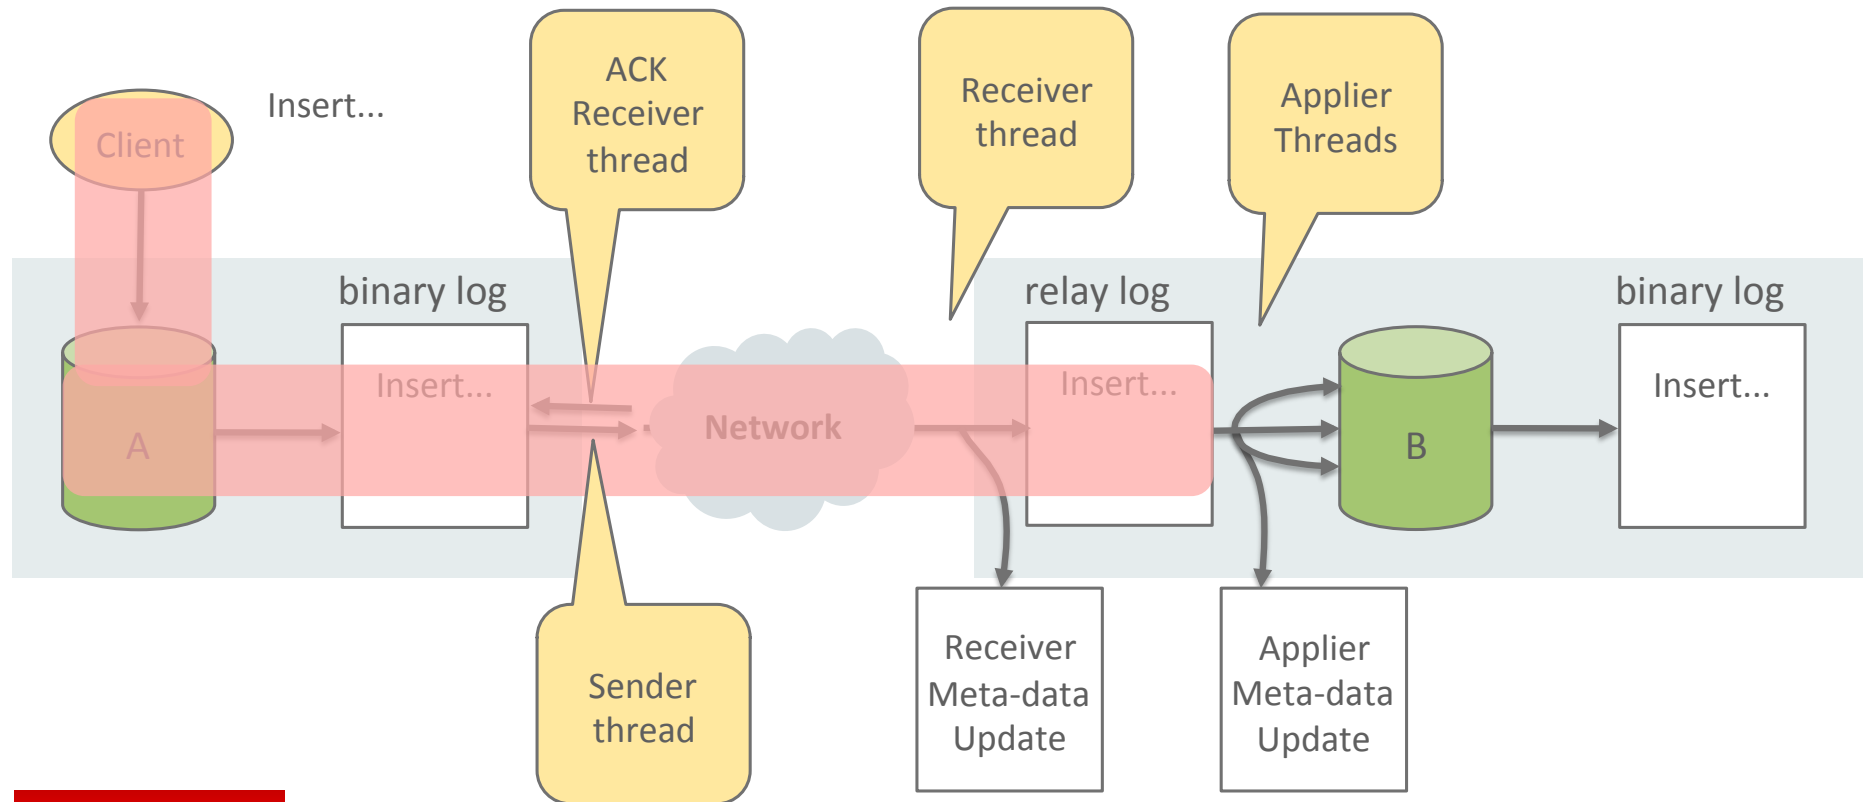 ACK
Receiver
thread
Receiver
thread
Applier
Threads
Insert...
Client
binary log
relay log
binary log
Insert...
Insert...
Insert...
A
Network
B
Sender
thread
Receiver
Meta-data
Update
Applier
Meta-data
Update